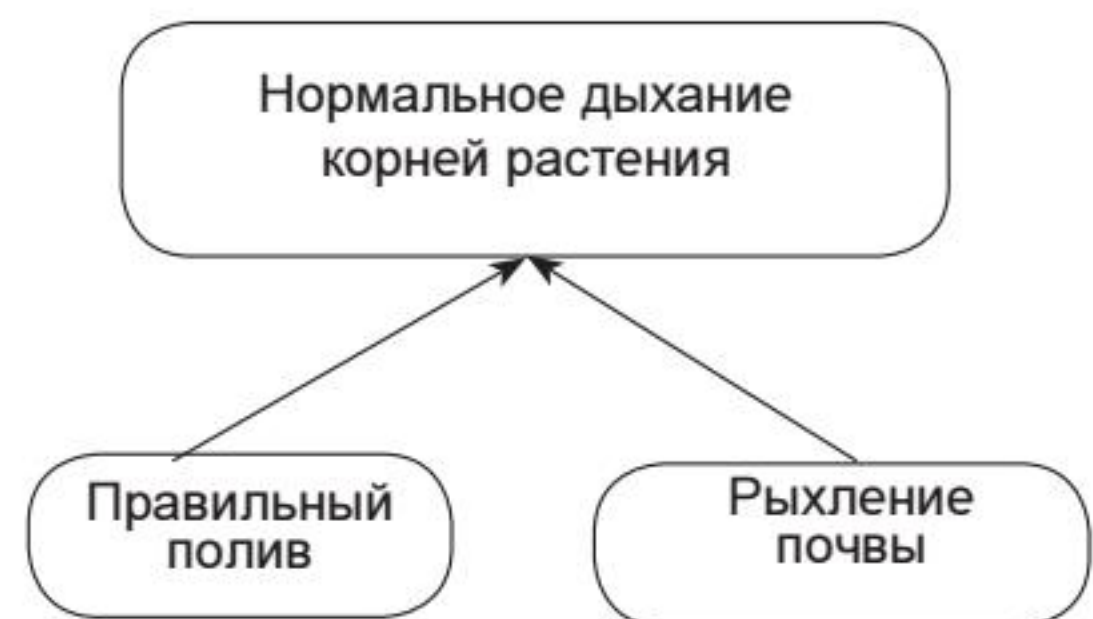 Нормальное дыхание
корней растения
Правильный
полив
Рыхление
почвы